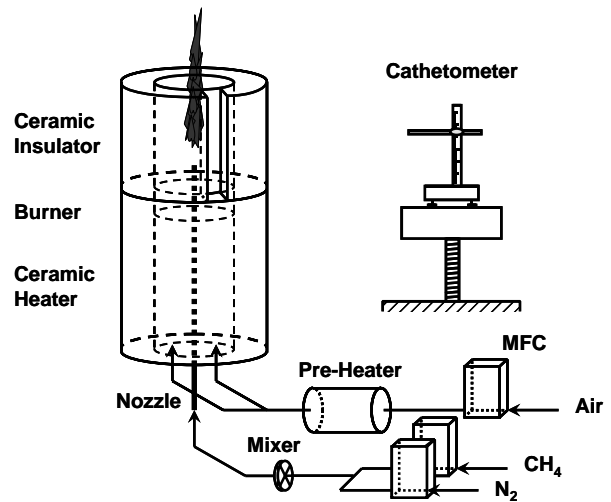 Cathetometer
Ceramic
Insulator
Burner
Ceramic
Heater
MFC
Pre-Heater
Nozzle
Air
Mixer
CH4
N2